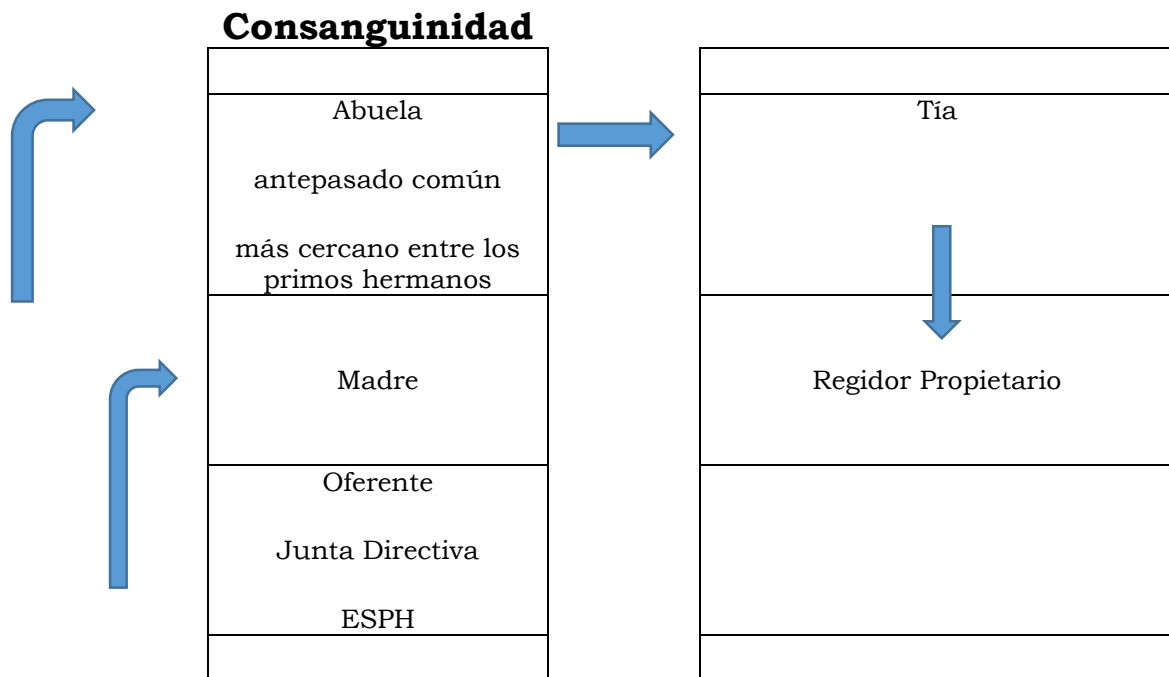 Consanguinidad
Abuela
antepasado común
más cercano entre los
primos hermanos
Tía
Madre
Regidor Propietario
Oferente
Junta Directiva
ESPH